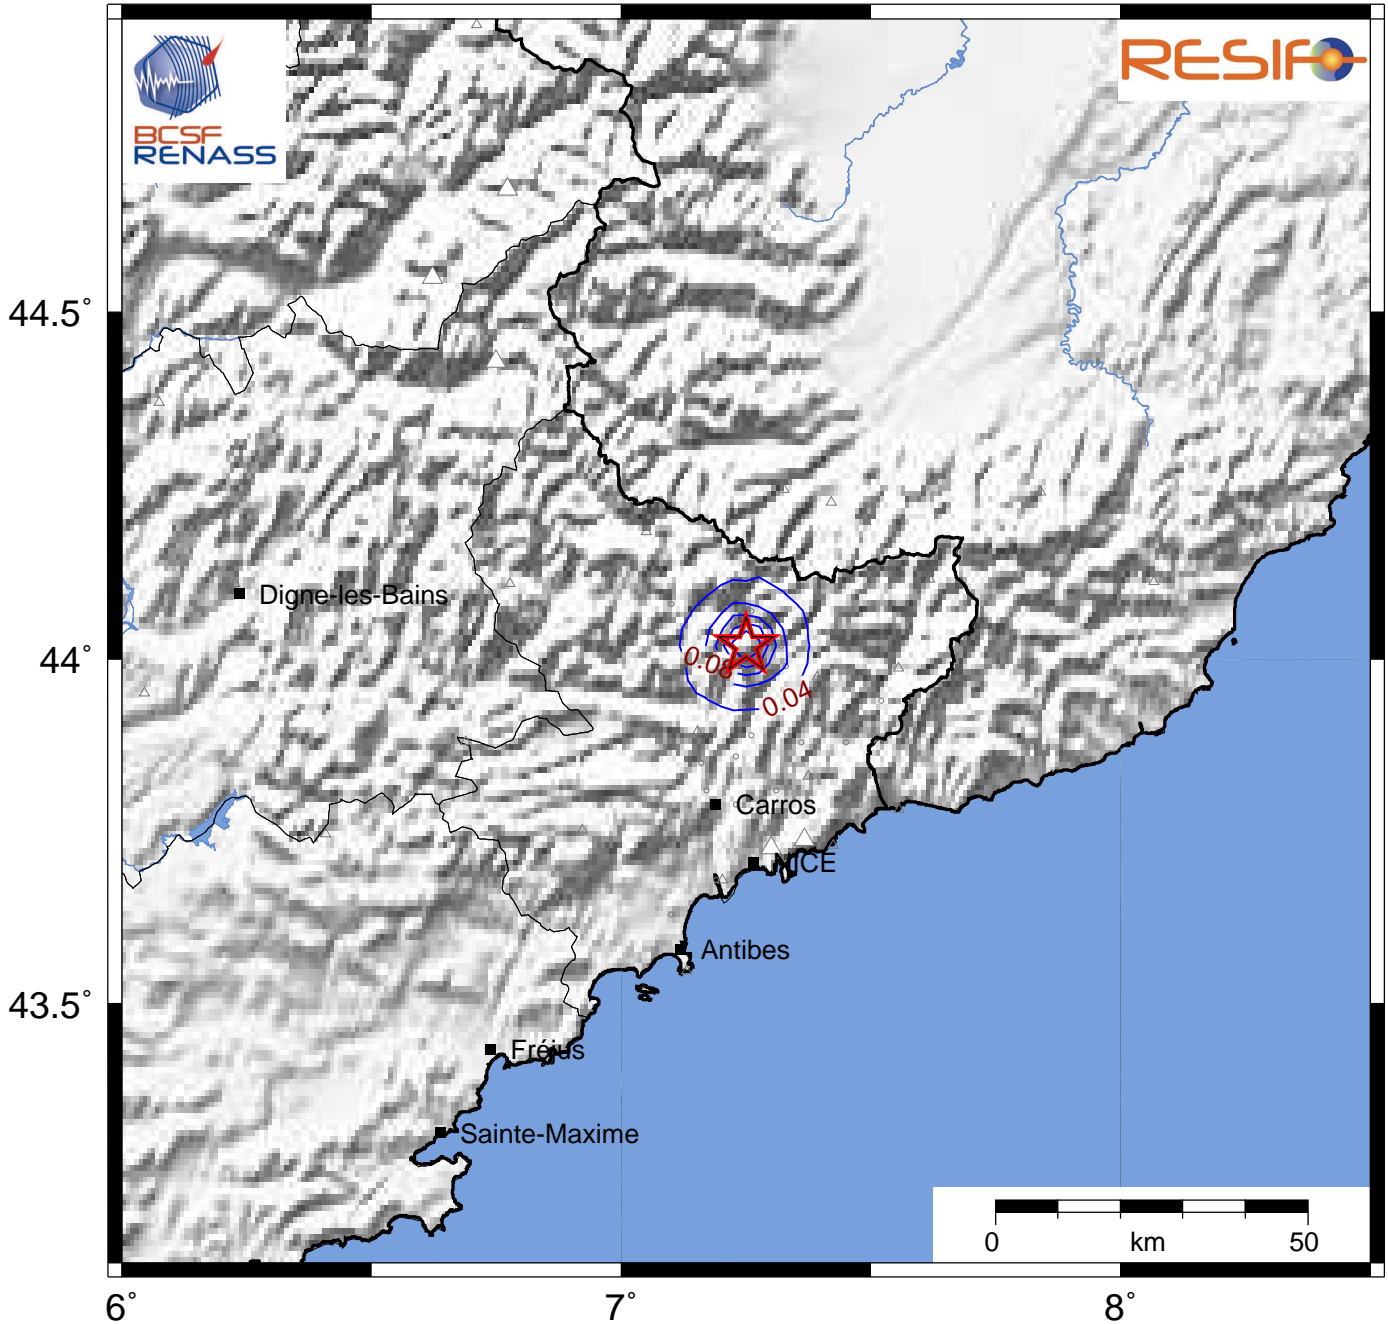 BCSF
RENASS
RESIF
44.5°
Digne-les-Bains
44°
0.08
0.04
Carros
NICE
Antibes
43.5°
Fréjus
Sainte-Maxime
0 km 50
6° 7° 8°